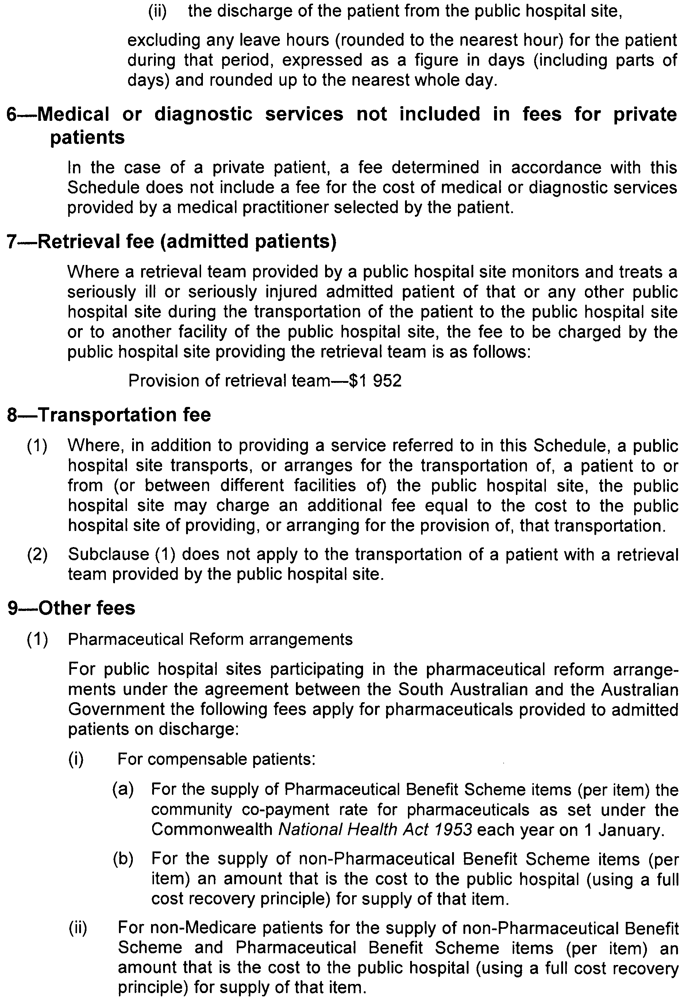 (ii) the discharge of the patient from the public hospital site,
excluding any leave hours (rounded to the nearest hour) for the patient
during that period, expressed as a figure in days (including parts of
days) and rounded up to the nearest whole day.
6—Medical or diagnostic services not included in fees for private
patients
In the case of a private patient, a fee determined in accordance with this
Schedule does not include a fee for the cost of medical or diagnostic services
provided by a medical practitioner selected by the patient.
7—Retrieval fee (admitted patients)
Where a retrieval team provided by a public hospital site monitors and treats a
seriously ill or seriously injured admitted patient of that or any other public
hospital site during the transportation of the patient to the public hospital site
or to another facility of the public hospital site, the fee to be charged by the
public hospital site providing the retrieval team is as follows:
Provision of retrieval team—$1 952
8—Transportation fee
(1) Where, in addition to providing a service referred to in this Schedule, a public
hospital site transports, or arranges for the transportation of, a patient to or
from (or between different facilities of) the public hospital site, the public
hospital site may charge an additional fee equal to the cost to the public
hospital site of providing, or arranging for the provision of, that transportation.
(2) Subclause (1) does not apply to the transportation of a patient with a retrieval
team provided by the public hospital site.
9—Other fees
(1) Pharmaceutical Reform arrangements
For public hospital sites participating in the pharmaceutical reform arrange-
ments under the agreement between the South Australian and the Australian
Government the following fees apply for pharmaceuticals provided to admitted
patients on discharge:
(i) For compensable patients:
(a) For the supply of Pharmaceutical Benefit Scheme items (per item) the
community co-payment rate for pharmaceuticals as set under the
Commonwealth National Health Act 1953 each year on 1 January.
(b) For the supply of non-Pharmaceutical Benefit Scheme items (per
item) an amount that is the cost to the public hospital (using a full
cost recovery principle) for supply of that item.
(ii) For non-Medicare patients for the supply of non-Pharmaceutical Benefit
Scheme and Pharmaceutical Benefit Scheme items (per item) an
amount that is the cost to the public hospital (using a full cost recovery
principle) for supply of that item.